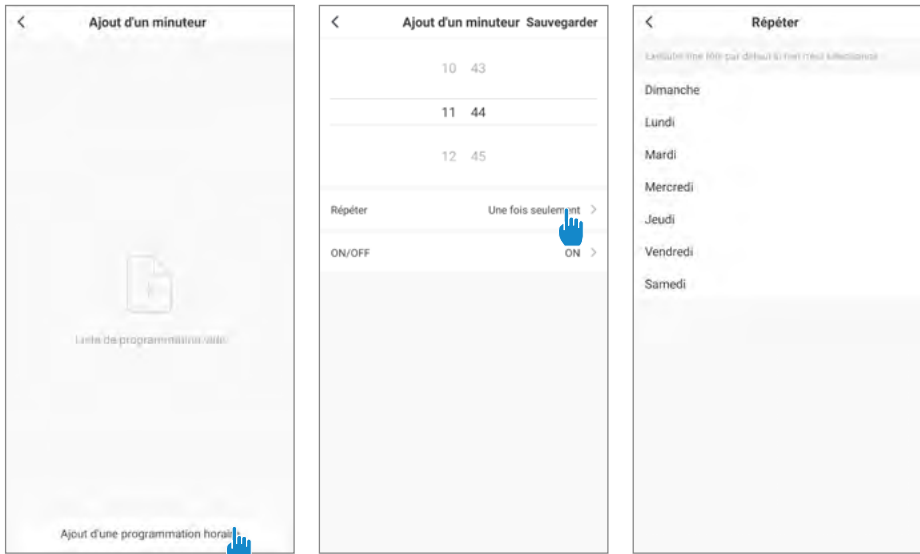 Ajout d'un minuteur
Liste de programmation vide
Ajout d'une programmation horaire
Ajout d'un minuteur Sauvegarder
10 43
11 44
12 45
Répéter Une fois seulement
ON/OFF ON
Répéter
Dimanche
Lundi
Mardi
Mercredi
Jeudi
Vendredi
Samedi